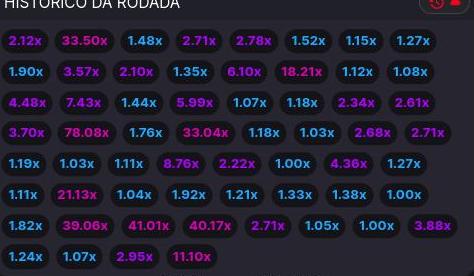 HISTÓRICO DA RODADA
2.12x 33.50x 1.48x 2.71x 2.78x 1.52x 1.15x 1.27x
1.90x 3.57x 2.10x 1.35x 6.10x 18.21x 1.12x 1.08x
4.48x 7.43x 1.44x 5.99x 1.07x 1.18x 2.34x 2.61x
3.70x 78.08x 1.76x 33.04x 1.18x 1.03x 2.68x 2.71x
1.19x 1.03x 1.11x 8.76x 2.22x 1.00x 4.36x 1.27x
1.11x 21.13x 1.04x 1.92x 1.21x 1.33x 1.38x 1.00x
1.82x 39.06x 41.01x 40.17x 2.71x 1.05x 1.00x 3.88x
1.24x 1.07x 2.95x 11.10x